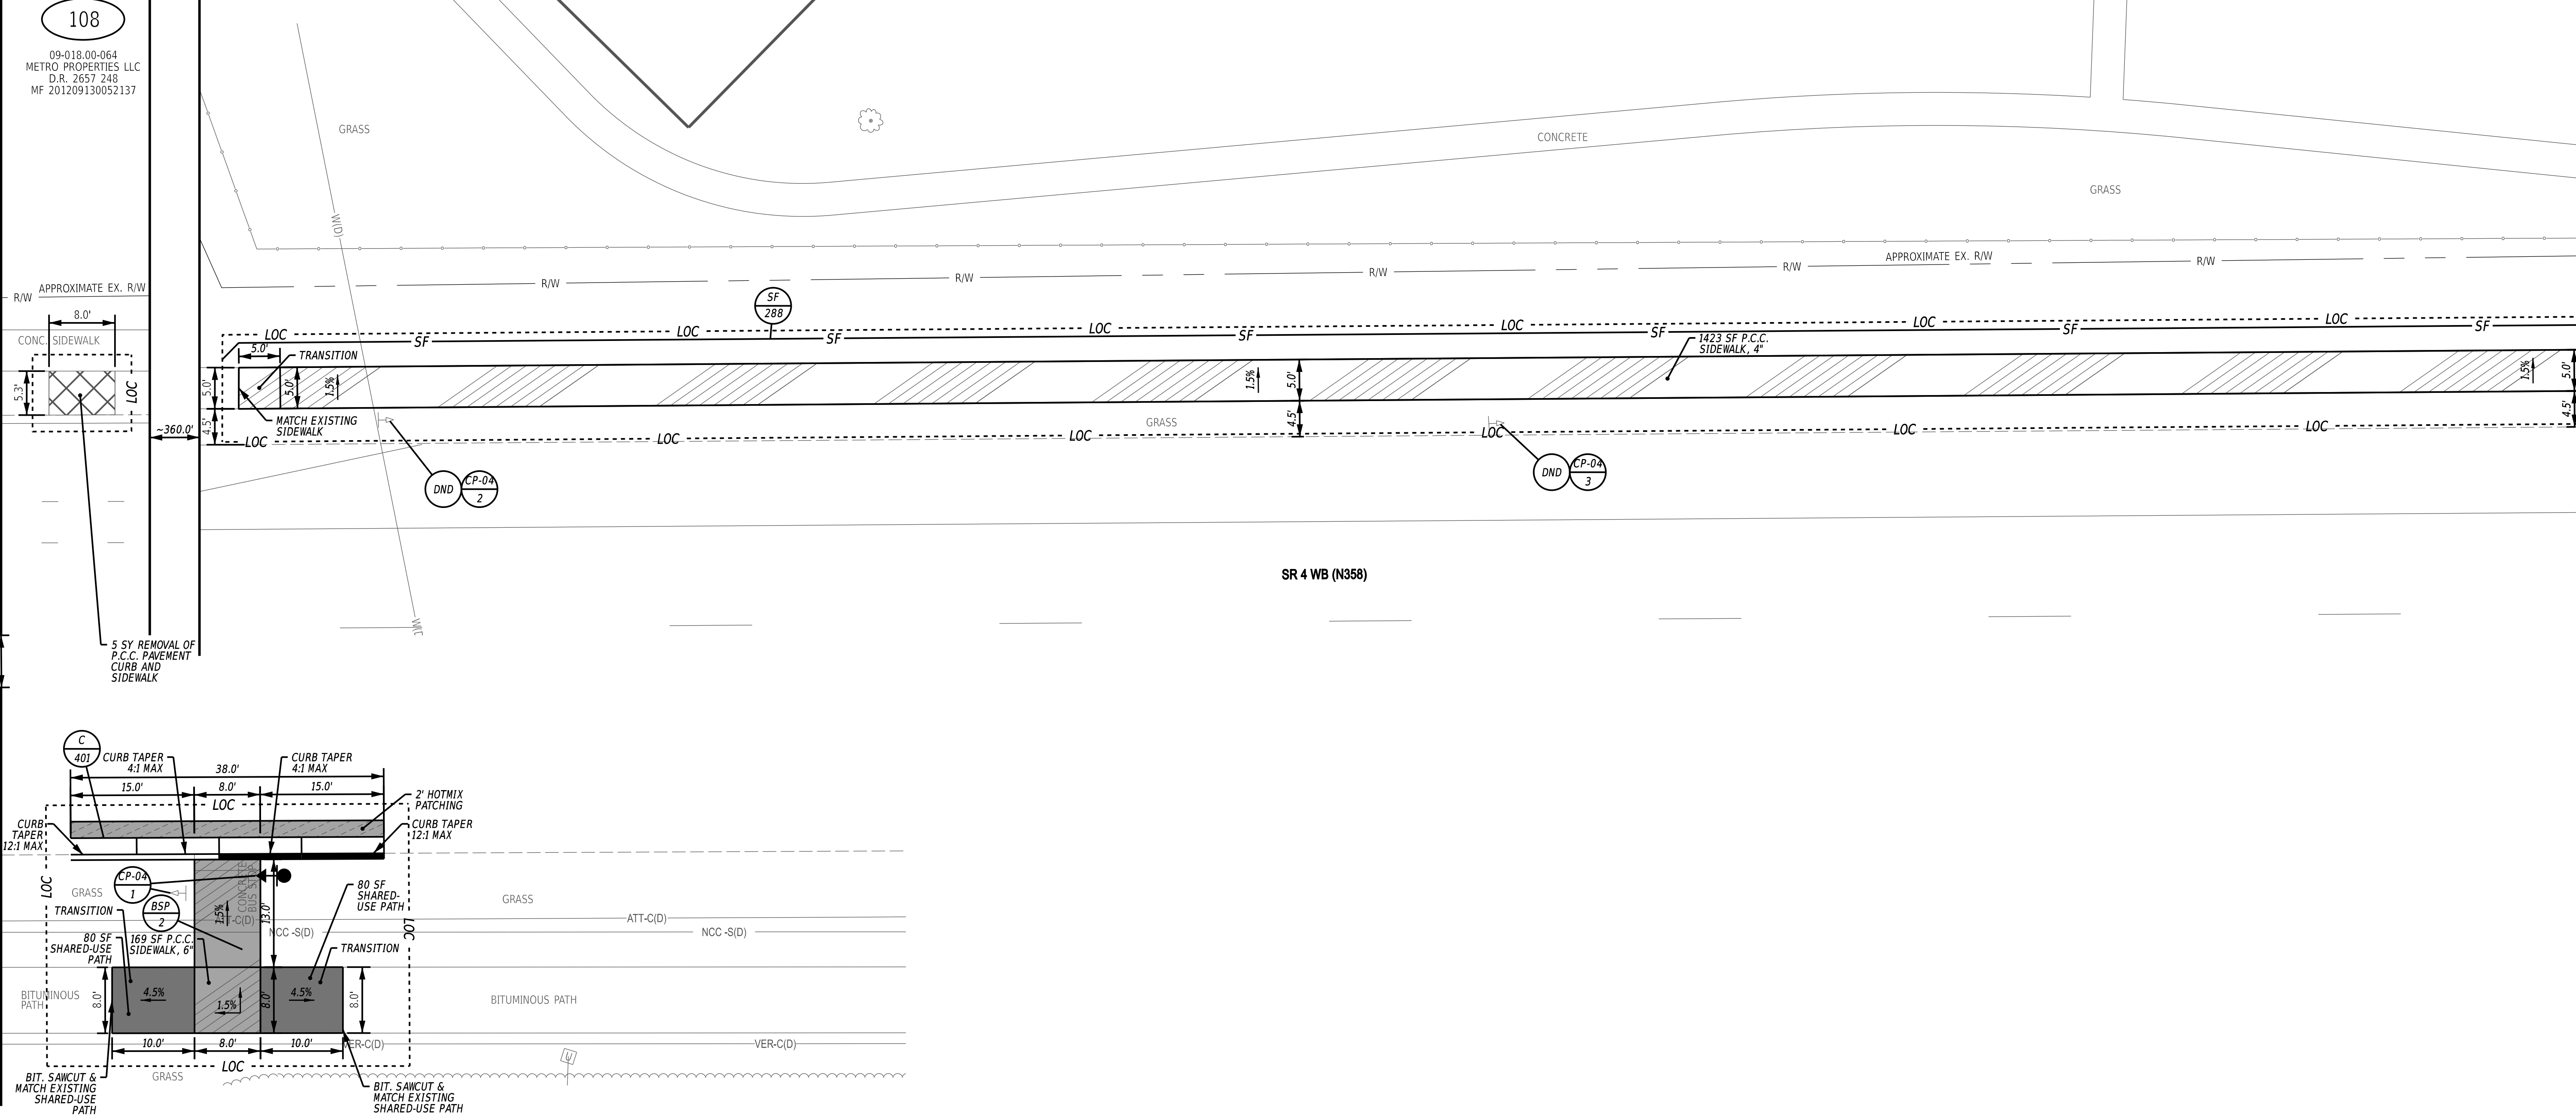 108
09-018.00-064
METRO PROPERTIES LLC
D.R. 2657 248
MF 201209130052137
GRASS
CONCRETE
GRASS
W(D)
R/W
APPROXIMATE EX. R/W
R/W
R/W
R/W
R/W
APPROXIMATE EX. R/W
R/W
8.0'
CONC. SIDEWALK
5.3'
LOC
~360.0'
SF
288
LOC
LOC
LOC
LOC
LOC
LOC
SF
SF
SF
SF
SF
SF
5.0'
TRANSITION
5.0'
5.0'
1.5%
4.5'
MATCH EXISTING
SIDEWALK
1.5%
5.0'
4.5'
GRASS
1423 SF P.C.C.
SIDEWALK, 4"
1.5%
5.0'
4.5'
LOC
LOC
LOC
LOC
LOC
LOC
DND
CP-04
2
DND
CP-04
3
SR 4 WB (N358)
5 SY REMOVAL OF
P.C.C. PAVEMENT
CURB AND
SIDEWALK
C
401
CURB TAPER
4:1 MAX
CURB TAPER
4:1 MAX
38.0'
15.0'
8.0'
15.0'
LOC
2' HOTMIX
PATCHING
CURB
TAPER
12:1 MAX
CURB TAPER
12:1 MAX
LOC
GRASS
CP-04
1
BSP
2
CONCRETE
BUS STOP
1.5%
13.0'
80 SF
SHARED-
USE PATH
GRASS
TRANSITION
ATT-C(D)
ATT-C(D)
LOC
NCC -S(D)
NCC -S(D)
80 SF
SHARED-USE
PATH
169 SF P.C.C.
SIDEWALK, 6"
TRANSITION
BITUMINOUS
PATH
8.0'
4.5%
1.5%
8.0'
4.5%
8.0'
BITUMINOUS PATH
10.0'
8.0'
10.0'
VER-C(D)
VER-C(D)
LOC
GRASS
U
BIT. SAWCUT &
MATCH EXISTING
SHARED-USE
PATH
BIT. SAWCUT &
MATCH EXISTING
SHARED-USE PATH